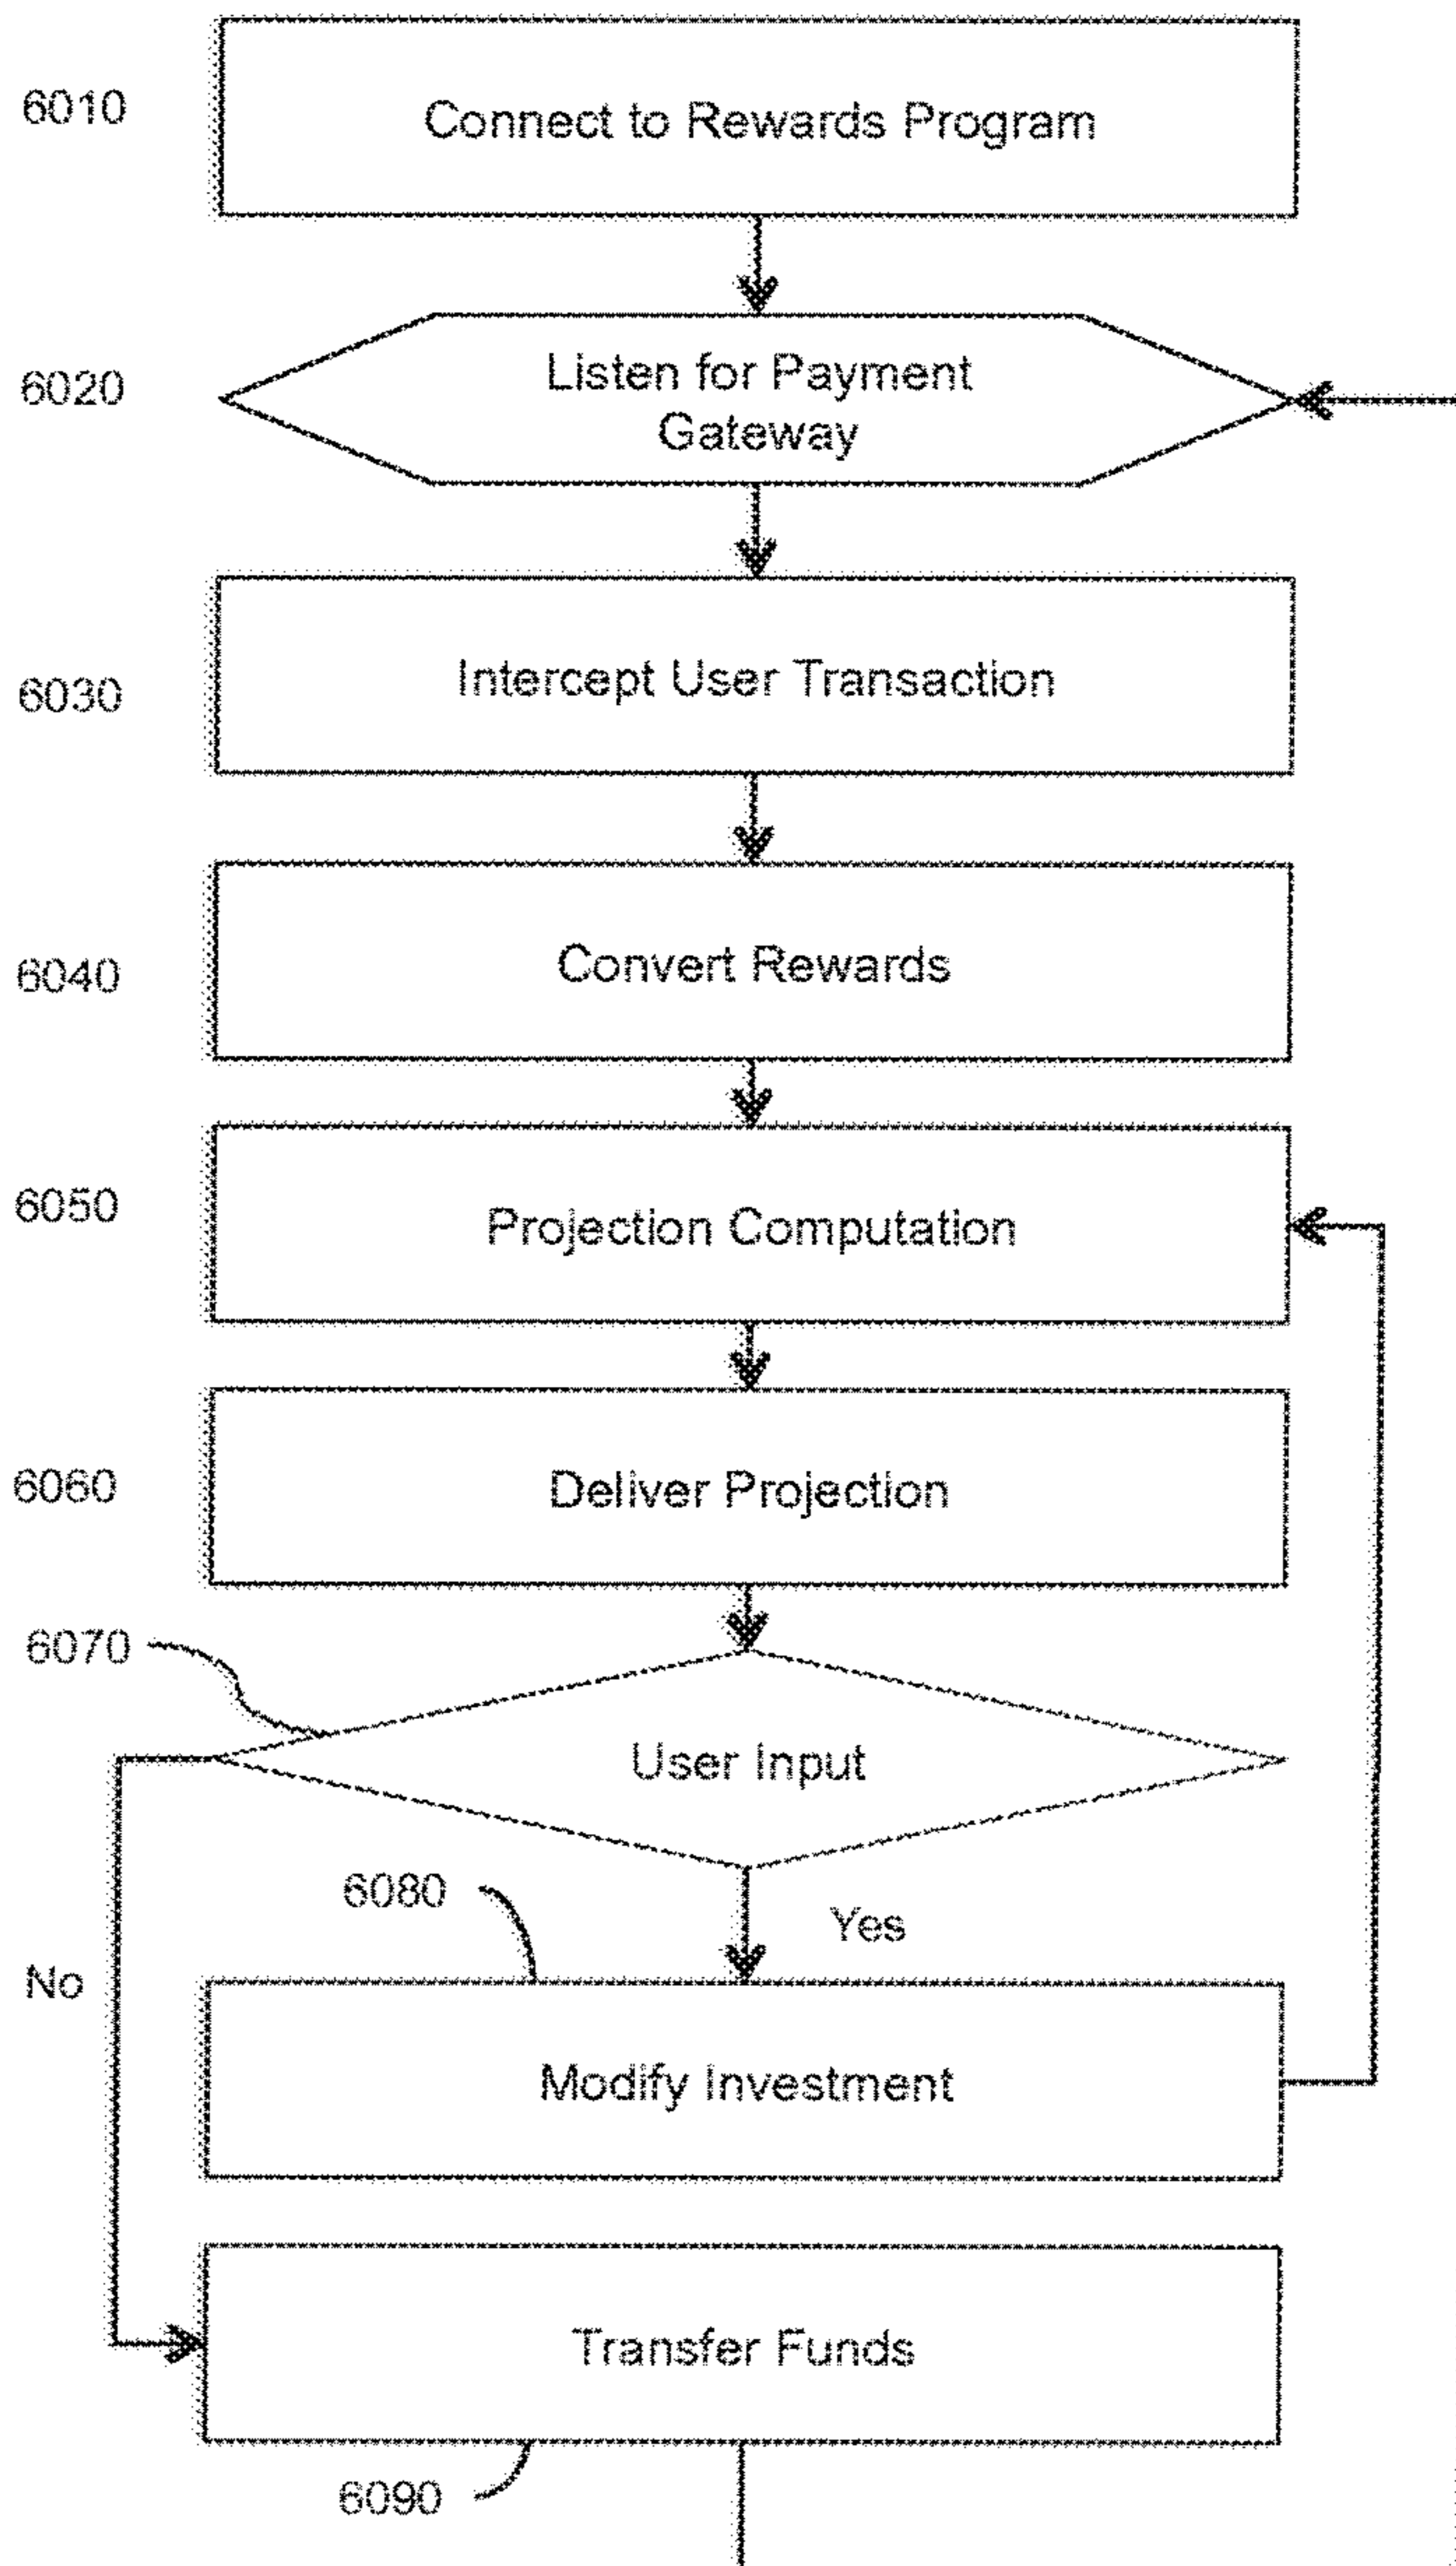 6010
Connect to Rewards Program
6020
Listen for Payment
Gateway
6030
Intercept User Transaction
6040
Convert Rewards
6050
Projection Computation
6060
Deliver Projection
6070
User Input
6080
Yes
No
Modify Investment
Transfer Funds
6090